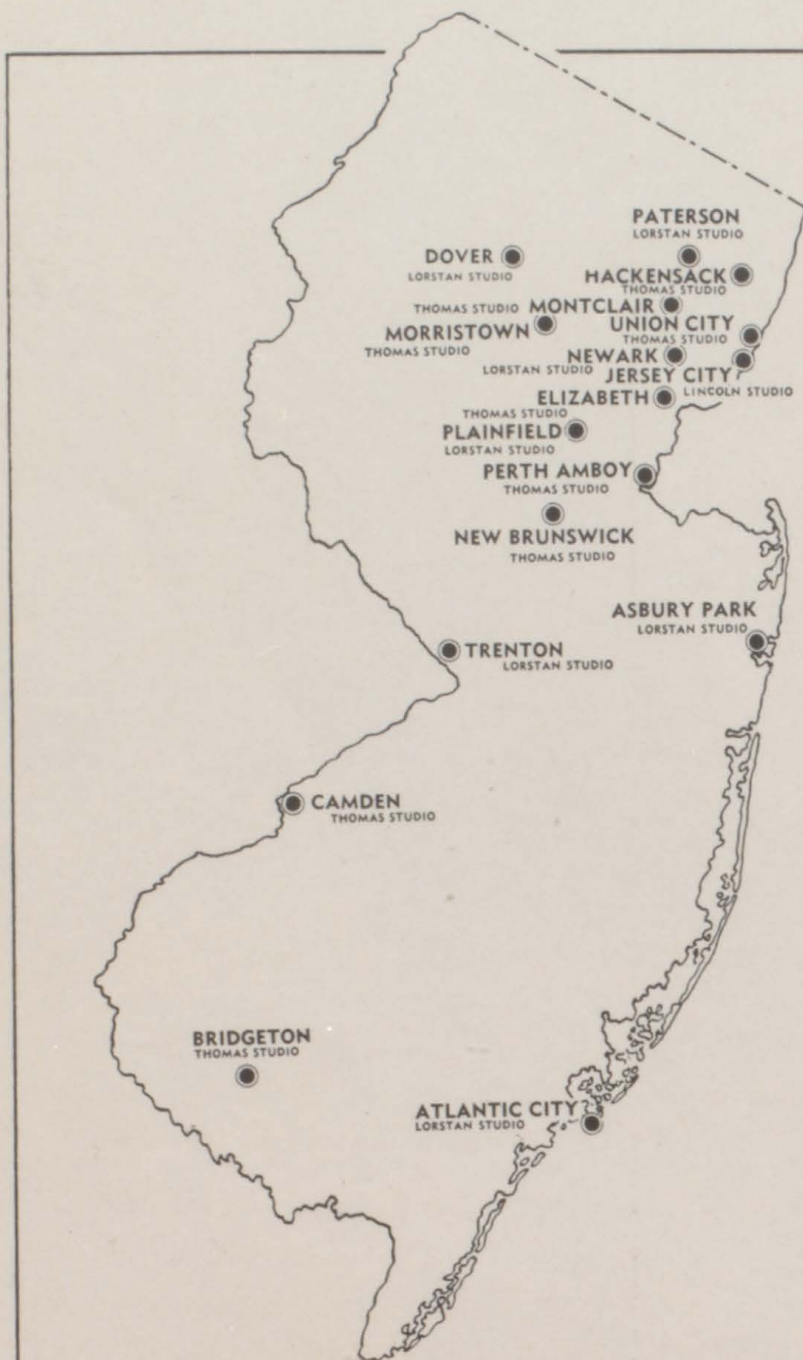 PATERSON
LORSTAN STUDIO
DOVER
LORSTAN STUDIO
HACKENSACK
THOMAS STUDIO
THOMAS STUDIO MONTCLAIR
MORRISTOWN
THOMAS STUDIO
UNION CITY
THOMAS STUDIO
NEWARK
LORSTAN STUDIO
JERSEY CITY
LINCOLN STUDIO
ELIZABETH
THOMAS STUDIO
PLAINFIELD
LORSTAN STUDIO
PERTH AMBOY
THOMAS STUDIO
NEW BRUNSWICK
THOMAS STUDIO
ASBURY PARK
LORSTAN STUDIO
TRENTON
LORSTAN STUDIO
CAMDEN
THOMAS STUDIO
BRIDGETON
THOMAS STUDIO
ATLANTIC CITY
LORSTAN STUDIO